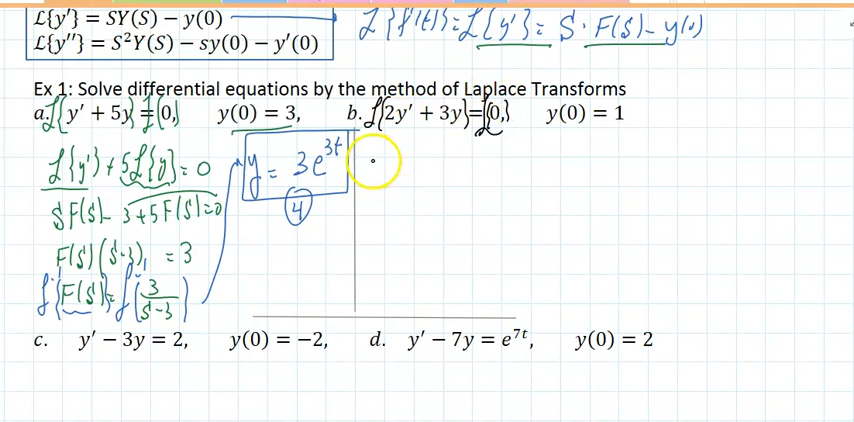 ℒ{y′} = SY(S) − y(0)
ℒ{y″} = S²Y(S) − sy(0) − y′(0)
ℒ{f′(t)} = ℒ{y′} = S · F(S) − y(0)
Ex 1: Solve differential equations by the method of Laplace Transforms
a. ℒ{y′ + 5y} = ℒ{0,} y(0) = 3, b. ℒ{2y′ + 3y} = ℒ{0,} y(0) = 1
ℒ{y′} + 5ℒ{y} = 0
SF(S) − 3 + 5F(S) = 0
F(S)(S-3) = 3
ℒ⁻¹{F(S)} = ℒ⁻¹{3/(S-3)}
y = 3e^{3t}
4
c. y′ − 3y = 2, y(0) = −2, d. y′ − 7y = e^{7t}, y(0) = 2